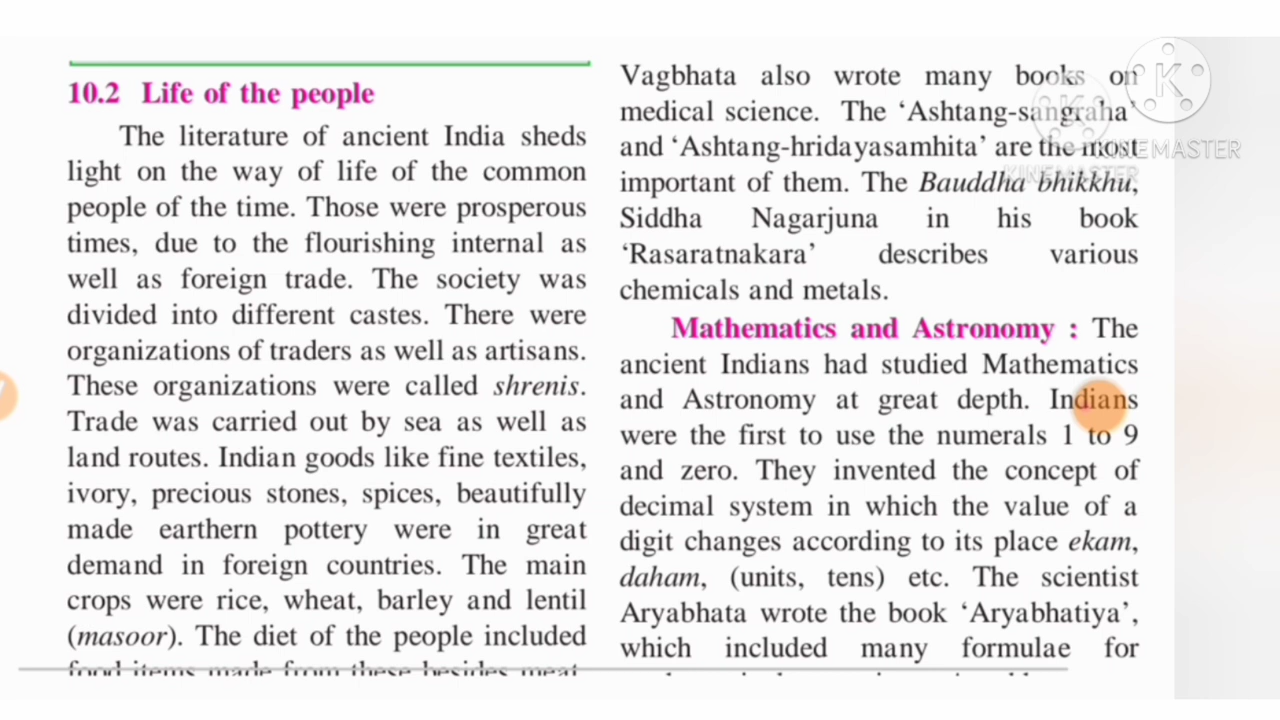 10.2 Life of the people
The literature of ancient India sheds
light on the way of life of the common
people of the time. Those were prosperous
times, due to the flourishing internal as
well as foreign trade. The society was
divided into different castes. There were
organizations of traders as well as artisans.
These organizations were called shrenis.
Trade was carried out by sea as well as
land routes. Indian goods like fine textiles,
ivory, precious stones, spices, beautifully
made earthern pottery were in great
demand in foreign countries. The main
crops were rice, wheat, barley and lentil
(masoor). The diet of the people included
food items made from these besides meat,
Vagbhata also wrote many books on
medical science. The ‘Ashtang-sangraha’
and ‘Ashtang-hridayasamhita’ are the most
important of them. The Bauddha bhikkhu,
Siddha Nagarjuna in his book
‘Rasaratnakara’ describes various
chemicals and metals.
Mathematics and Astronomy : The
ancient Indians had studied Mathematics
and Astronomy at great depth. Indians
were the first to use the numerals 1 to 9
and zero. They invented the concept of
decimal system in which the value of a
digit changes according to its place ekam,
daham, (units, tens) etc. The scientist
Aryabhata wrote the book ‘Aryabhatiya’,
which included many formulae for
K
KINEMASTER
K
KINEMASTER